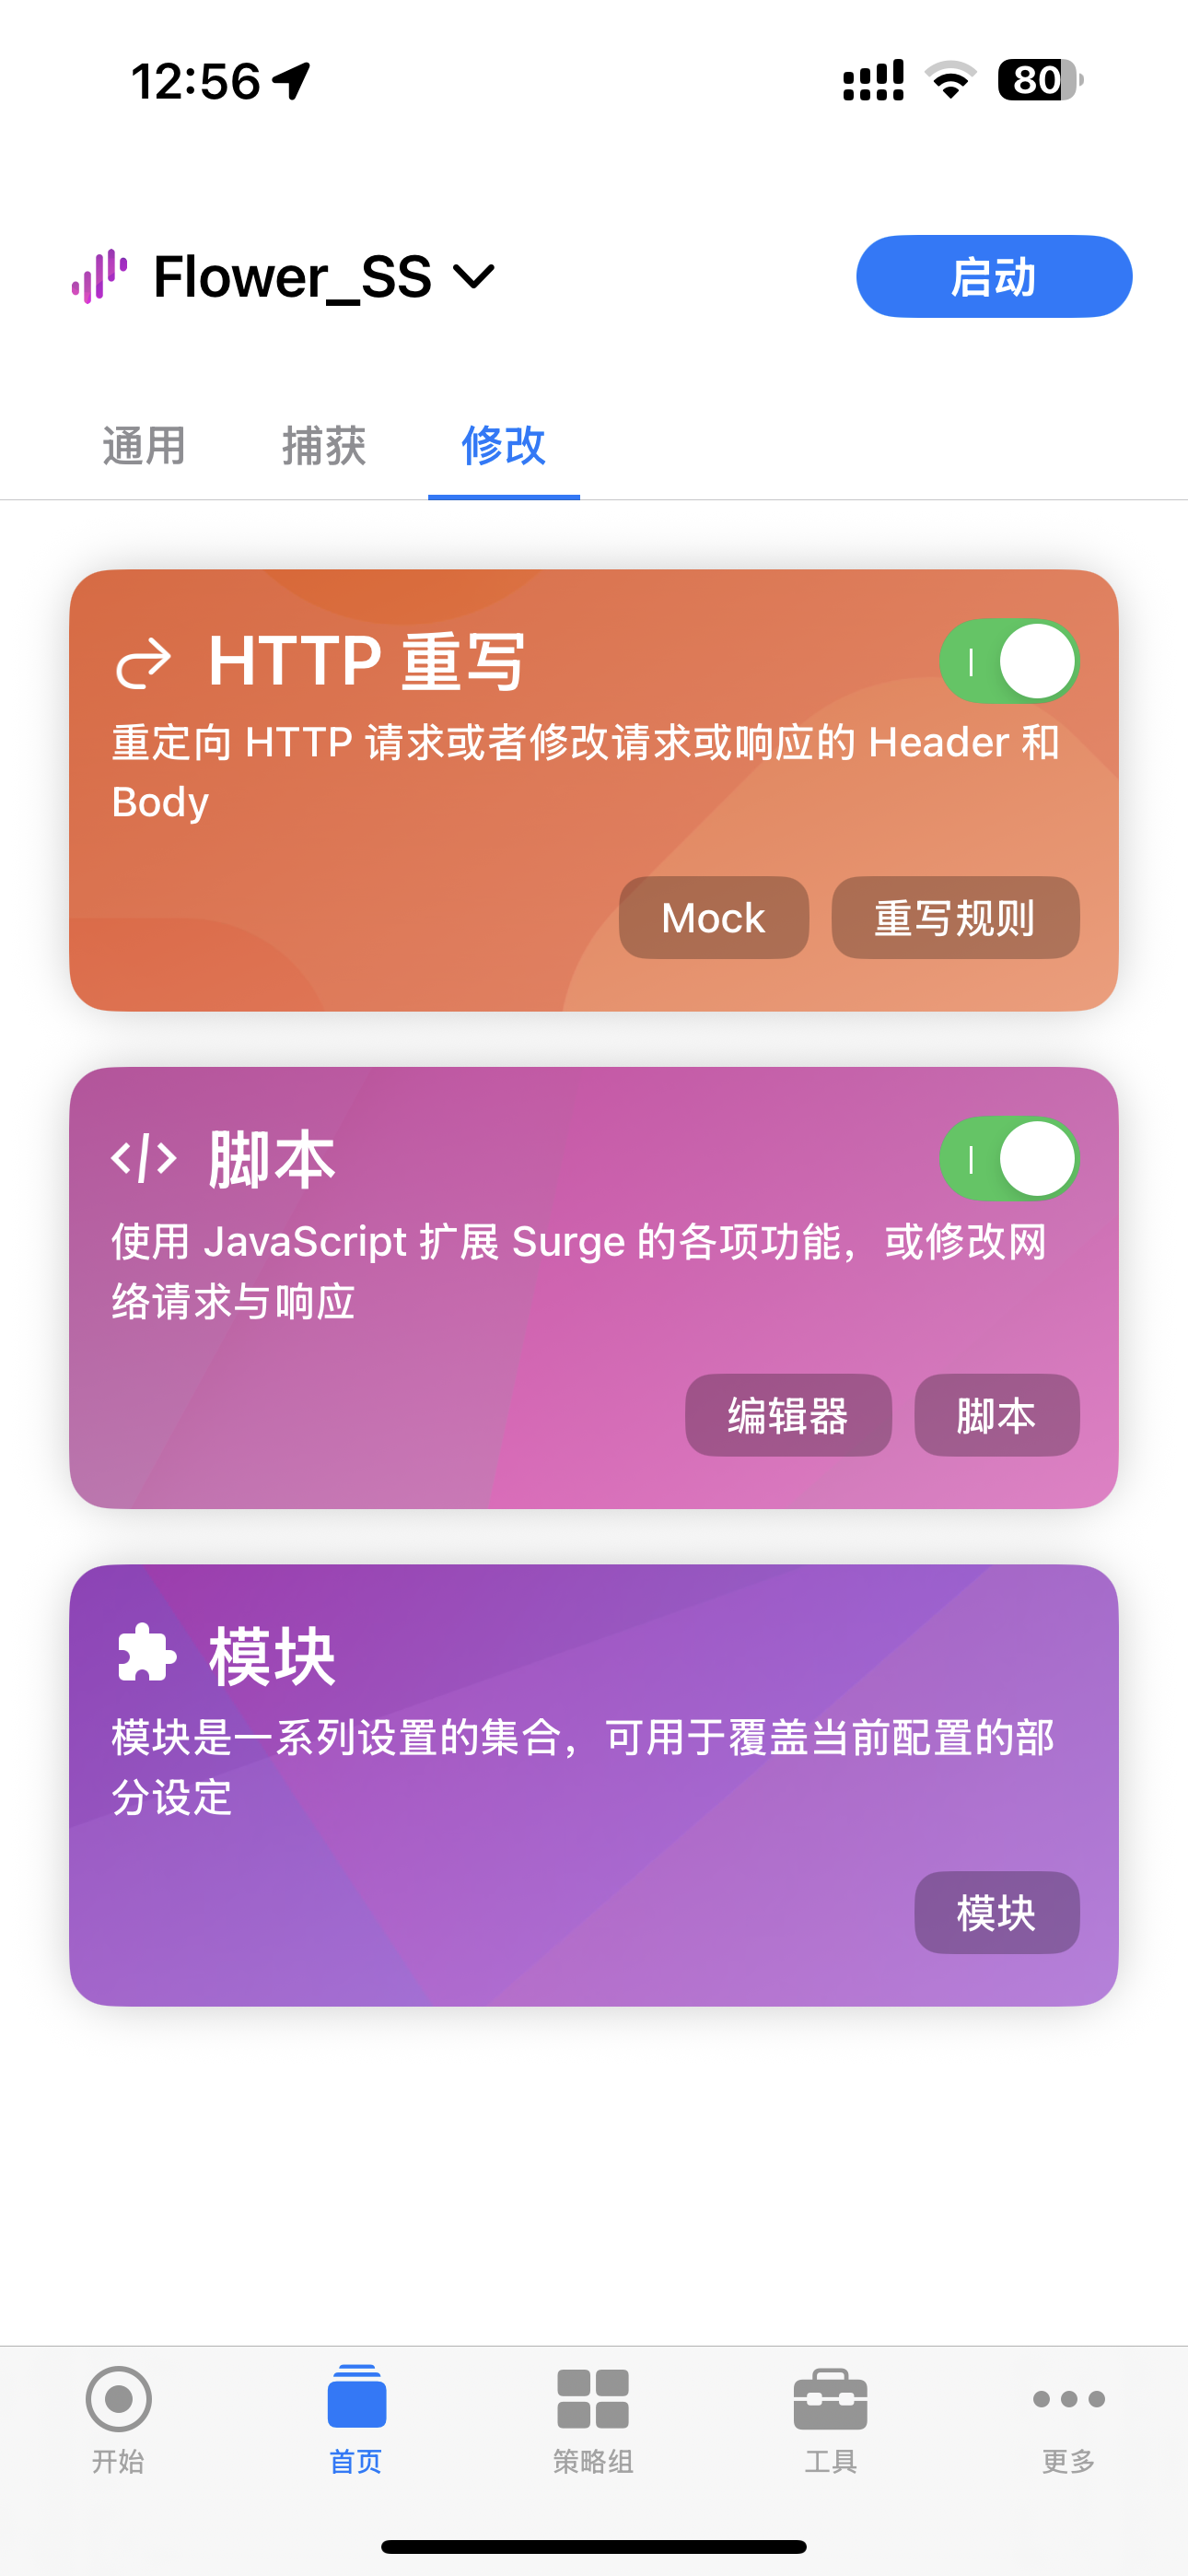 12:56
80
Flower_SS
启动
通用 捕获 修改
HTTP 重写
重定向 HTTP 请求或者修改请求或响应的 Header 和
Body
Mock 重写规则
脚本
使用 JavaScript 扩展 Surge 的各项功能，或修改网
络请求与响应
编辑器 脚本
模块
模块是一系列设置的集合，可用于覆盖当前配置的部
分设定
模块
开始 首页 策略组 工具 更多